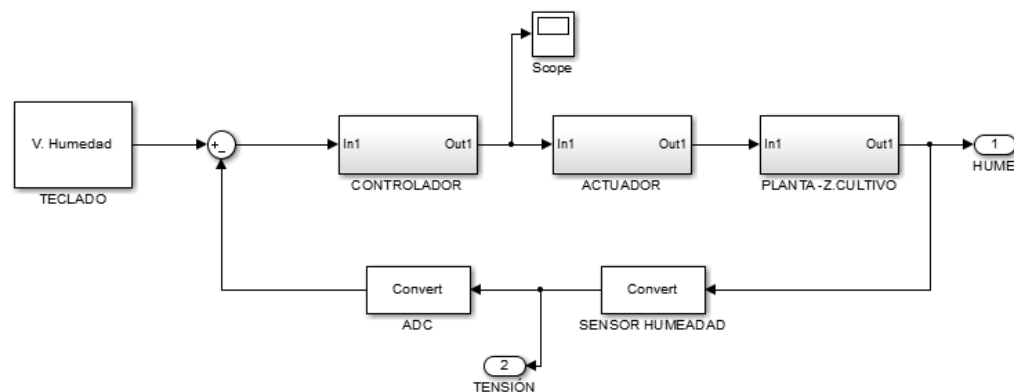 Scope
V. Humedad
TECLADO
+
−
In1
Out1
CONTROLADOR
In1
Out1
ACTUADOR
In1
Out1
PLANTA -Z.CULTIVO
1
HUME
Convert
ADC
Convert
SENSOR HUMEADAD
2
TENSIÓN